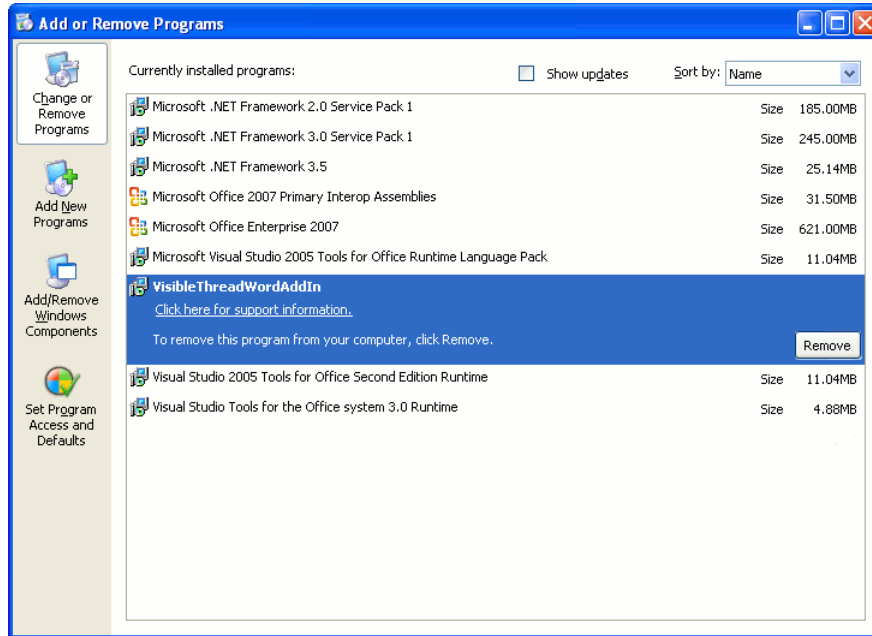 Add or Remove Programs
Change or
Remove
Programs
Add New
Programs
Add/Remove
Windows
Components
Set Program
Access and
Defaults
Currently installed programs:
Show updates
Sort by: Name
Microsoft .NET Framework 2.0 Service Pack 1 Size 185.00MB
Microsoft .NET Framework 3.0 Service Pack 1 Size 245.00MB
Microsoft .NET Framework 3.5 Size 25.14MB
Microsoft Office 2007 Primary Interop Assemblies Size 31.50MB
Microsoft Office Enterprise 2007 Size 621.00MB
Microsoft Visual Studio 2005 Tools for Office Runtime Language Pack Size 11.04MB
VisibleThreadWordAddIn
Click here for support information.
To remove this program from your computer, click Remove.
Remove
Visual Studio 2005 Tools for Office Second Edition Runtime Size 11.04MB
Visual Studio Tools for the Office system 3.0 Runtime Size 4.88MB